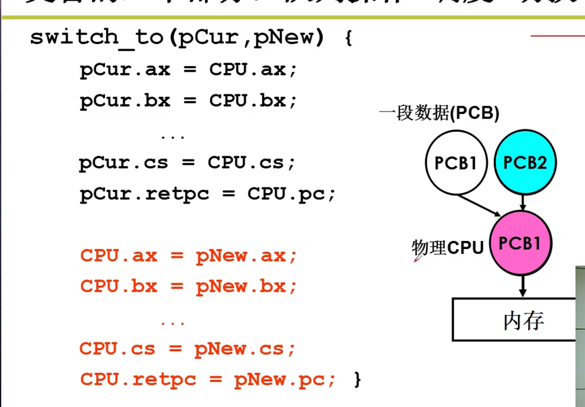 switch_to(pCur,pNew) {
pCur.ax = CPU.ax;
pCur.bx = CPU.bx;
...
pCur.cs = CPU.cs;
pCur.retpc = CPU.pc;
CPU.ax = pNew.ax;
CPU.bx = pNew.bx;
...
CPU.cs = pNew.cs;
CPU.retpc = pNew.pc; }
一段数据(PCB)
PCB1
PCB2
物理CPU
PCB1
内存